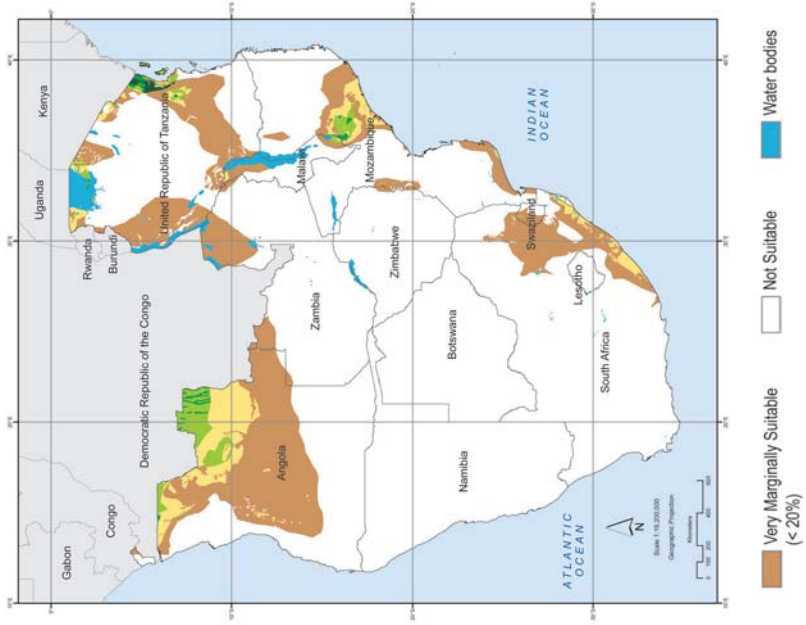 Gabon
Congo
Democratic Republic of the Congo
Rwanda
Burundi
Uganda
Kenya
United Republic of Tanzania
Angola
Zambia
Malawi
Mozambique
Namibia
Botswana
Zimbabwe
South Africa
Lesotho
Swaziland
ATLANTIC
OCEAN
INDIAN
OCEAN
N
Geographic Projection
Kilometers
Very Marginally Suitable
(< 20%)
Not Suitable
Water bodies